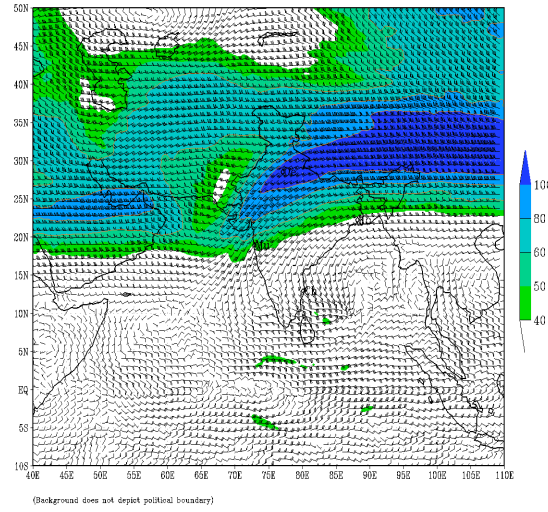 50N
45N
40N
35N
30N
25N
20N
15N
10N
5N
EQ
5S
10S
40E 45E 50E 55E 60E 65E 70E 75E 80E 85E 90E 95E 100E 105E 110E
100
80
60
50
40
(Background does not depict political boundary)